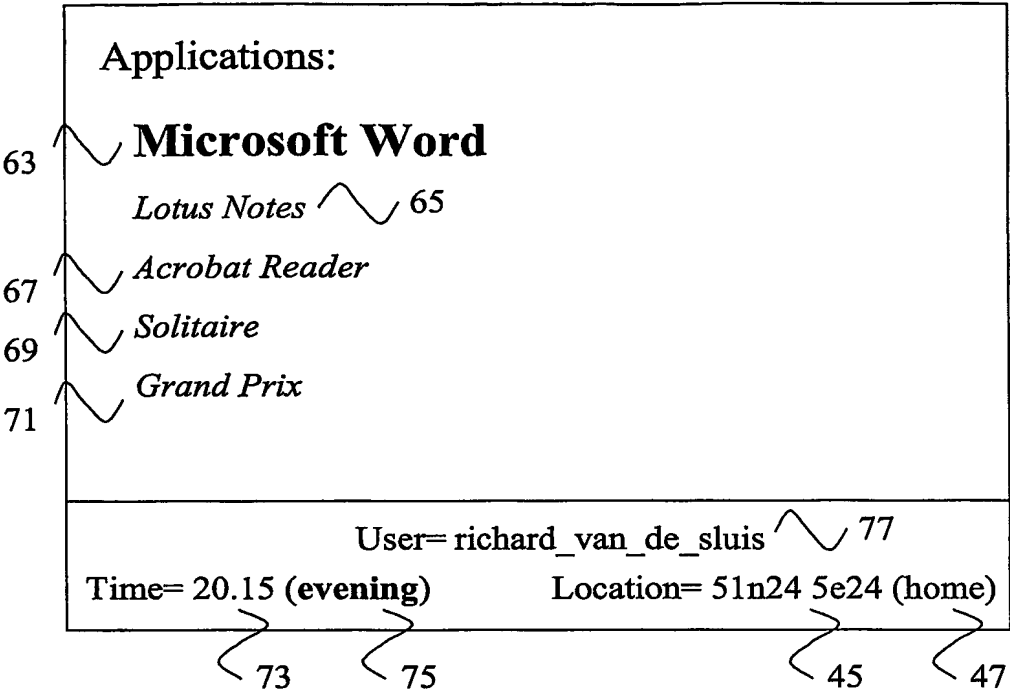 Applications:
63 Microsoft Word
Lotus Notes 65
67 Acrobat Reader
69 Solitaire
71 Grand Prix
User= richard_van_de_sluis 77
Time= 20.15 (evening) Location= 51n24 5e24 (home)
73 75 45 47